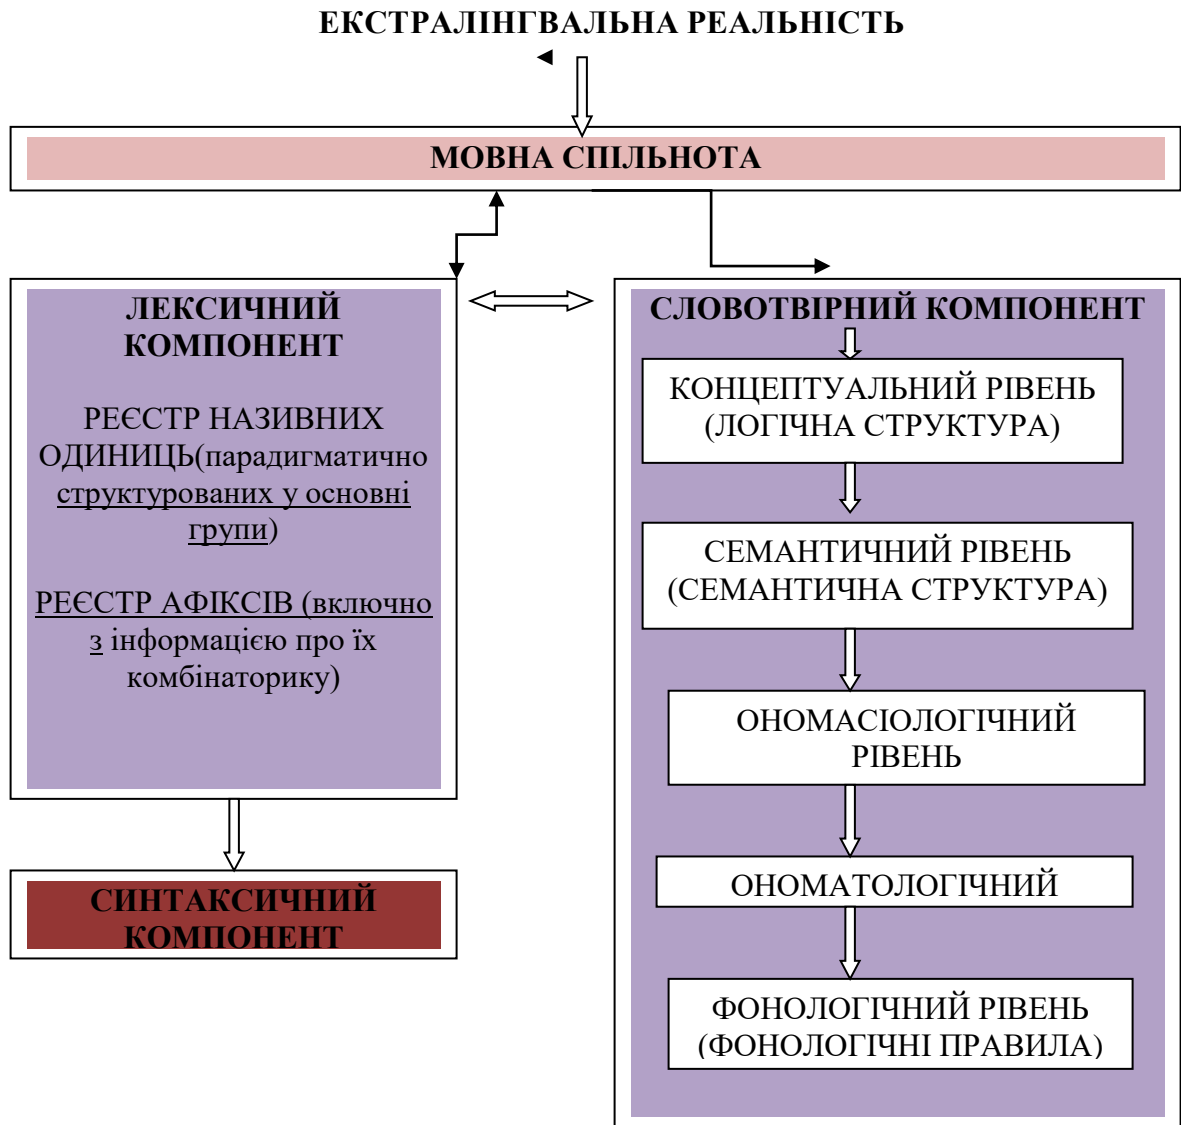 ЕКСТРАЛІНГВАЛЬНА РЕАЛЬНІСТЬ
МОВНА СПІЛЬНОТА
ЛЕКСИЧНИЙ
КОМПОНЕНТ
РЕЄСТР НАЗИВНИХ
ОДИНИЦЬ(парадигматично
структурованих у основні
групи)
РЕЄСТР АФІКСІВ (включно
з інформацією про їх
комбінаторику)
СИНТАКСИЧНИЙ
КОМПОНЕНТ
СЛОВОТВІРНИЙ КОМПОНЕНТ
КОНЦЕПТУАЛЬНИЙ РІВЕНЬ
(ЛОГІЧНА СТРУКТУРА)
СЕМАНТИЧНИЙ РІВЕНЬ
(СЕМАНТИЧНА СТРУКТУРА)
ОНОМАСІОЛОГІЧНИЙ
РІВЕНЬ
ОНОМАТОЛОГІЧНИЙ
ФОНОЛОГІЧНИЙ РІВЕНЬ
(ФОНОЛОГІЧНІ ПРАВИЛА)